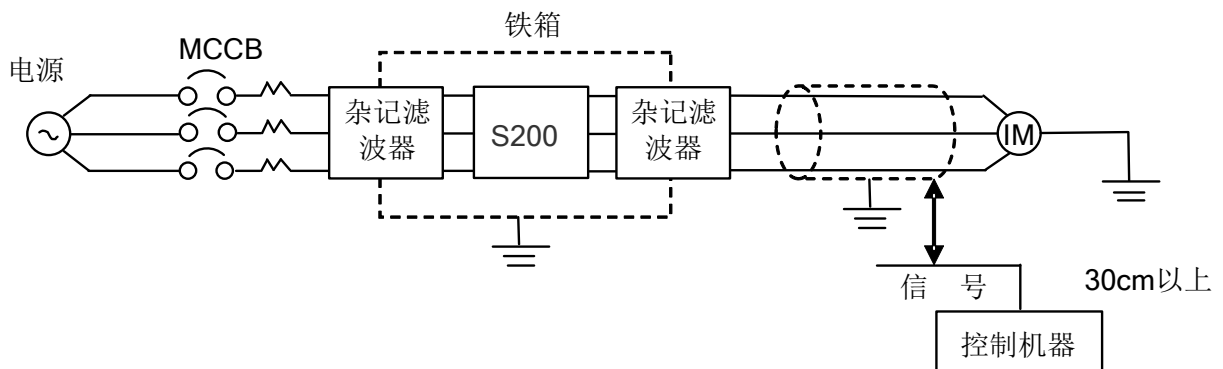 铁箱
MCCB
电源
杂记滤
波器
S200
杂记滤
波器
IM
信 号
30cm以上
控制机器